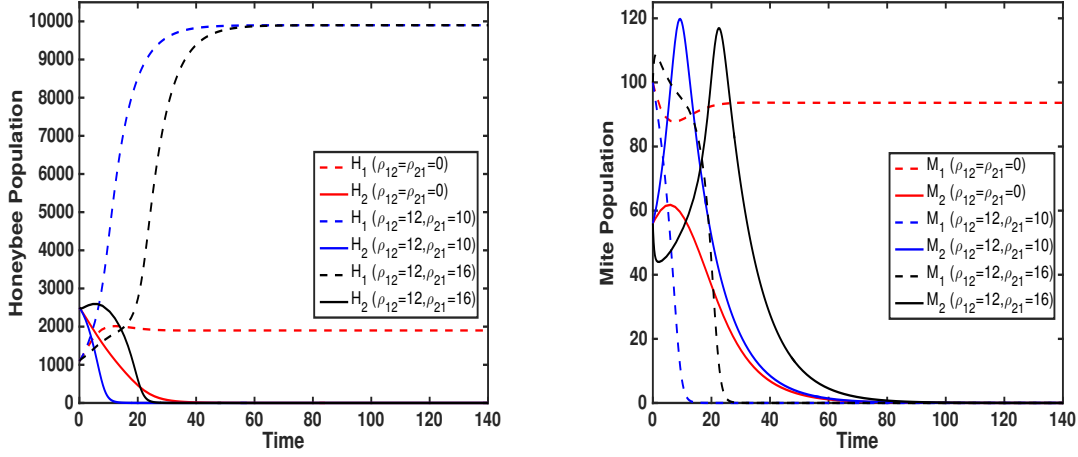 Honeybee Population
10000
9000
8000
7000
6000
5000
4000
3000
2000
1000
0
0 20 40 60 80 100 120 140
Time
H1 (ρ12=ρ21=0)
H2 (ρ12=ρ21=0)
H1 (ρ12=12,ρ21=10)
H2 (ρ12=12,ρ21=10)
H1 (ρ12=12,ρ21=16)
H2 (ρ12=12,ρ21=16)
Mite Population
120
100
80
60
40
20
0
0 20 40 60 80 100 120 140
Time
M1 (ρ12=ρ21=0)
M2 (ρ12=ρ21=0)
M1 (ρ12=12,ρ21=10)
M2 (ρ12=12,ρ21=10)
M1 (ρ12=12,ρ21=16)
M2 (ρ12=12,ρ21=16)